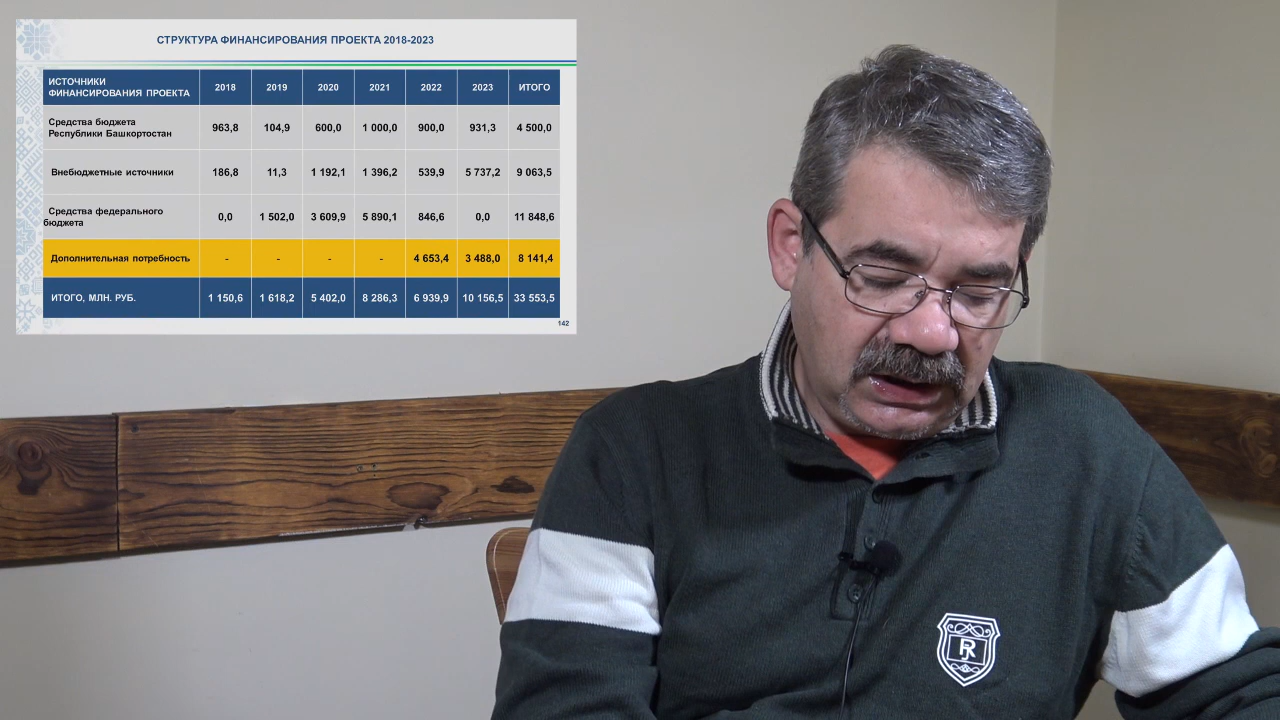 СТРУКТУРА ФИНАНСИРОВАНИЯ ПРОЕКТА 2018-2023
ИСТОЧНИКИ
ФИНАНСИРОВАНИЯ ПРОЕКТА 2018 2019 2020 2021 2022 2023 ИТОГО
Средства бюджета
Республики Башкортостан 963,8 104,9 600,0 1 000,0 900,0 931,3 4 500,0
Внебюджетные источники 186,8 11,3 1 192,1 1 396,2 539,9 5 737,2 9 063,5
Средства федерального
бюджета 0,0 1 502,0 3 609,9 5 890,1 846,6 0,0 11 848,6
Дополнительная потребность - - - - 4 653,4 3 488,0 8 141,4
ИТОГО, МЛН. РУБ. 1 150,6 1 618,2 5 402,0 8 286,3 6 939,9 10 156,5 33 553,5
142